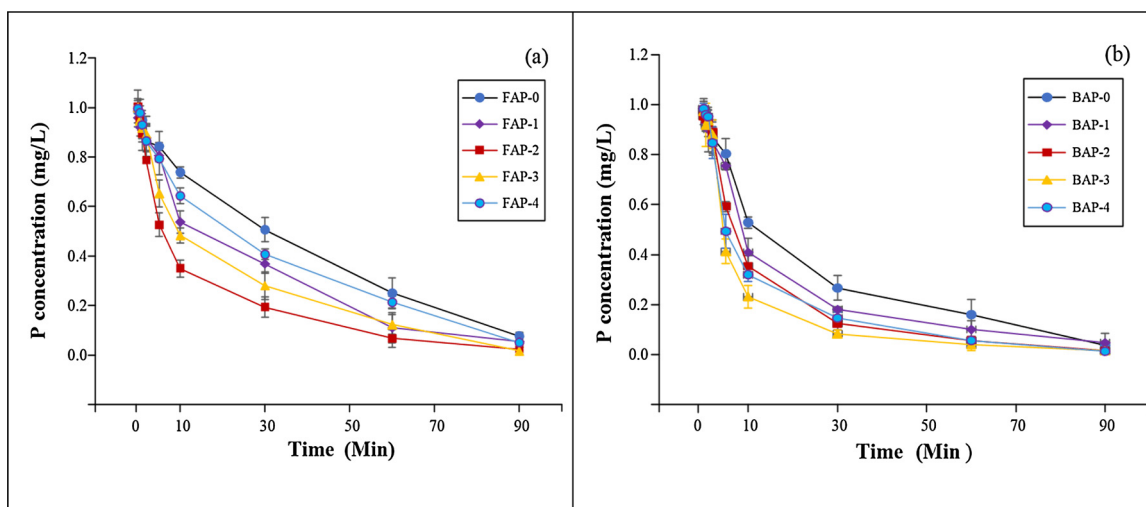 (a)
P concentration (mg/L)
1.2
1.0
0.8
0.6
0.4
0.2
0.0
FAP-0
FAP-1
FAP-2
FAP-3
FAP-4
0 10 30 50 70 90
Time (Min)
(b)
P concentration (mg/L)
1.2
1.0
0.8
0.6
0.4
0.2
0.0
BAP-0
BAP-1
BAP-2
BAP-3
BAP-4
0 10 30 50 70 90
Time (Min )